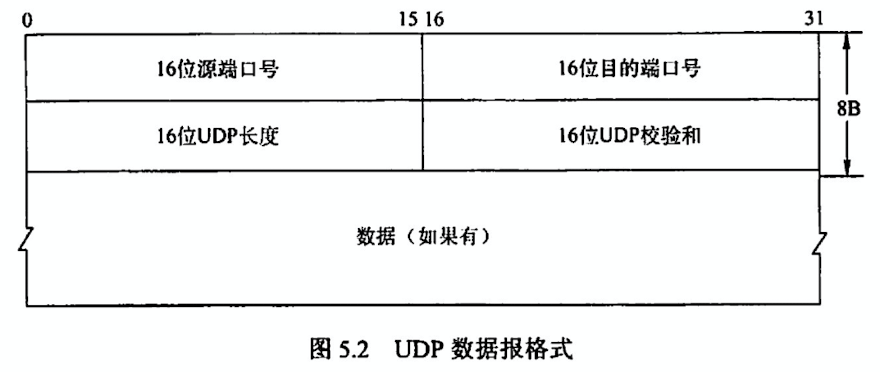 0 15 16 31
16位源端口号 16位目的端口号
8B
16位UDP长度 16位UDP校验和
数据（如果有）
图 5.2 UDP 数据报格式